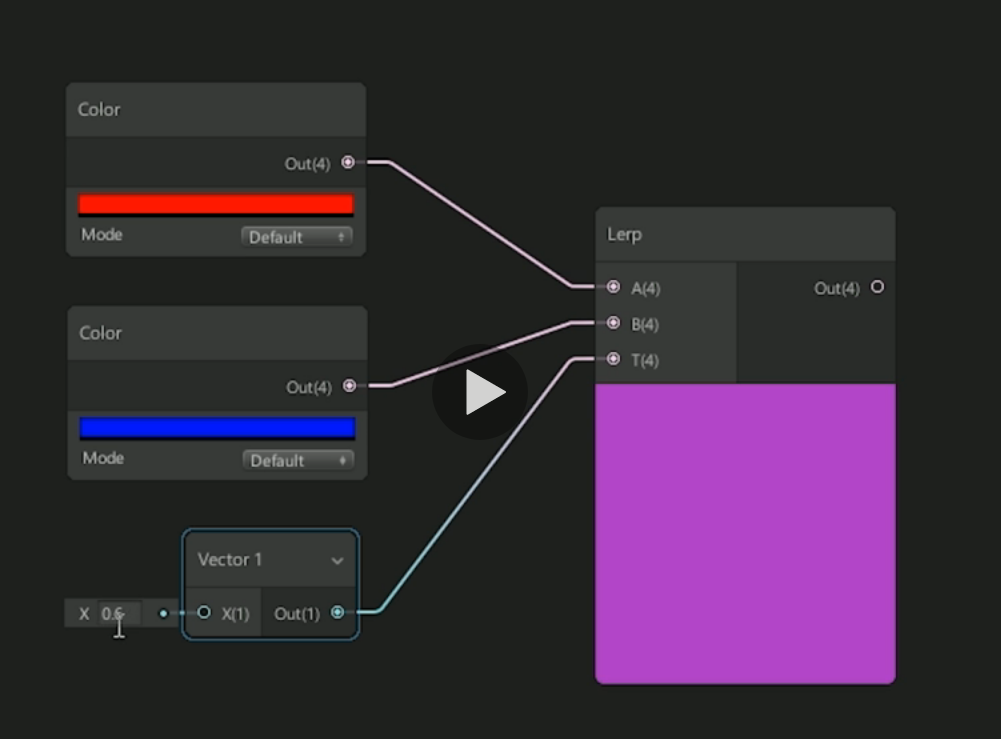 Color
Out(4)
Mode Default
Color
Out(4)
Mode Default
Vector 1
X 0.6 X(1) Out(1)
Lerp
A(4) Out(4)
B(4)
T(4)